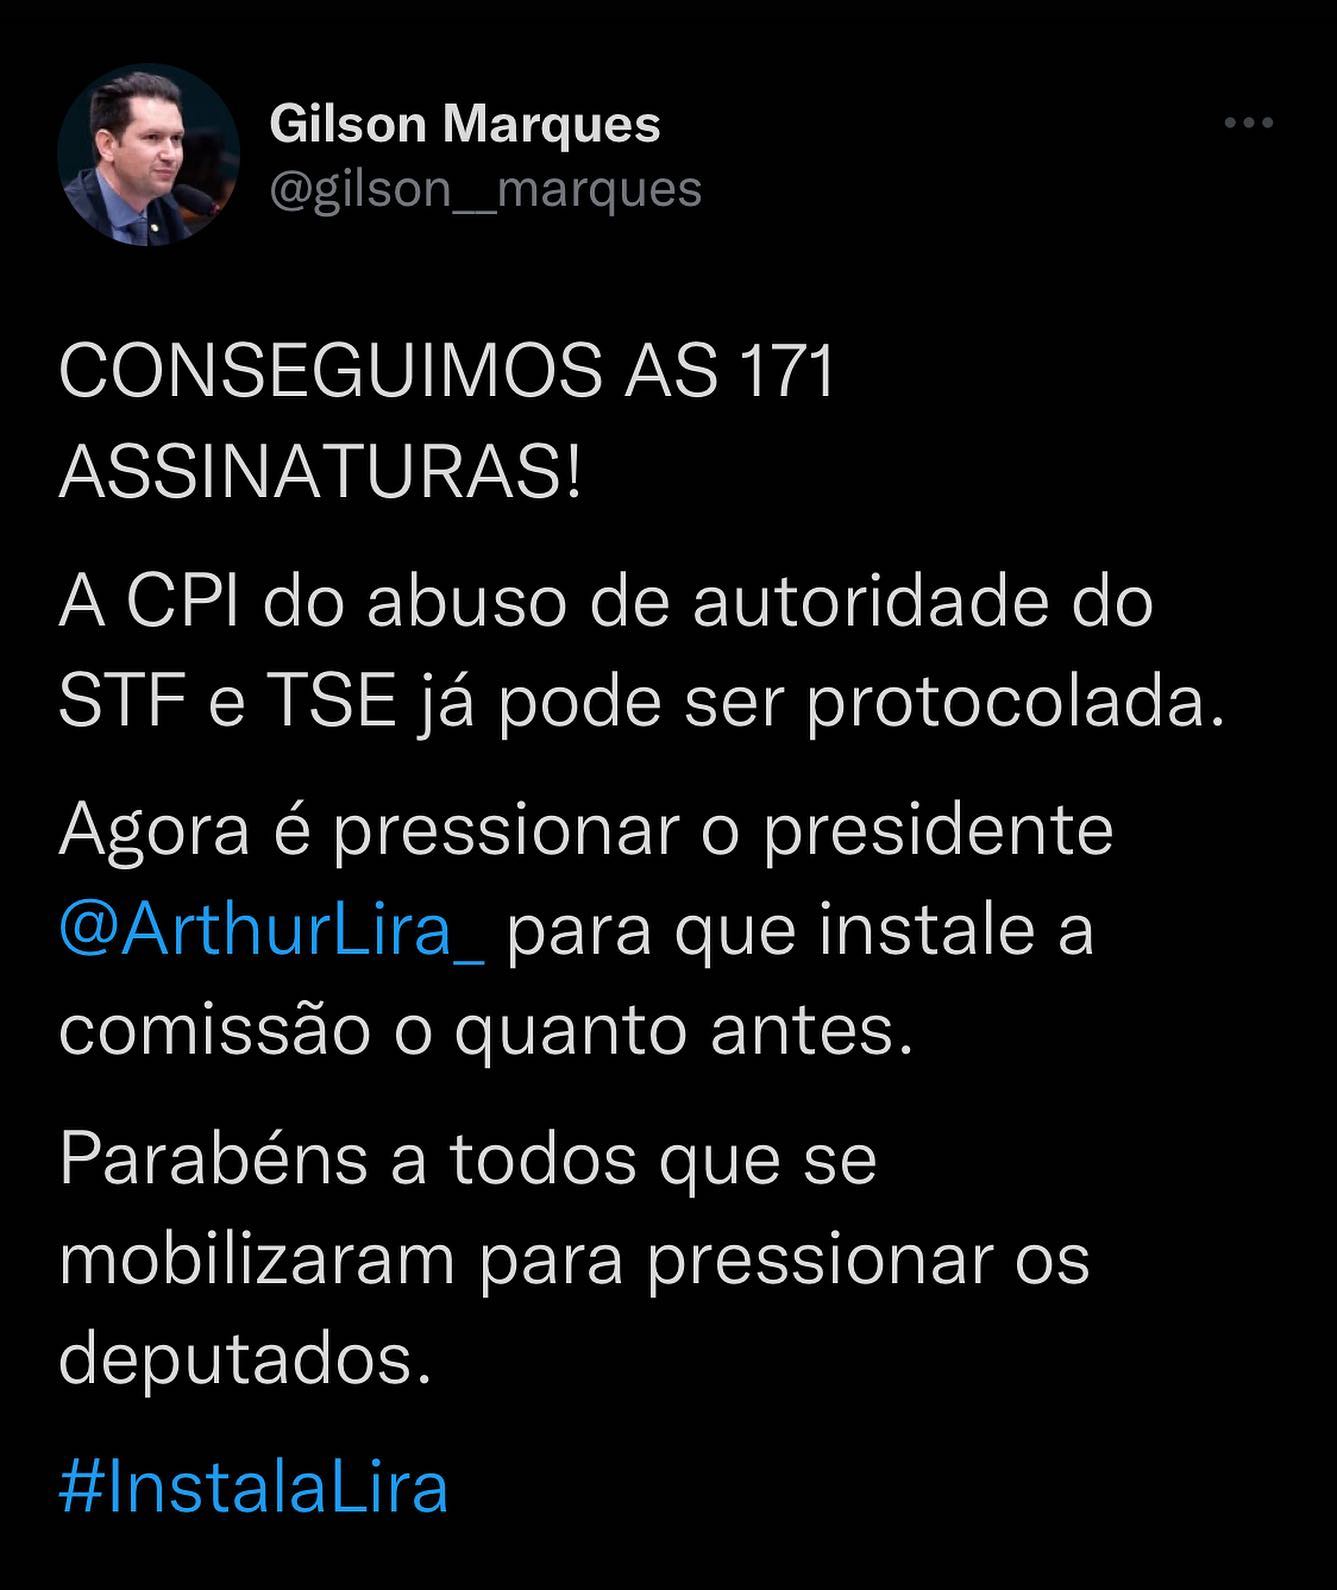 Gilson Marques
@gilson__marques
CONSEGUIMOS AS 171
ASSINATURAS!
A CPI do abuso de autoridade do
STF e TSE já pode ser protocolada.
Agora é pressionar o presidente
@ArthurLira_ para que instale a
comissão o quanto antes.
Parabéns a todos que se
mobilizaram para pressionar os
deputados.
#InstalaLira